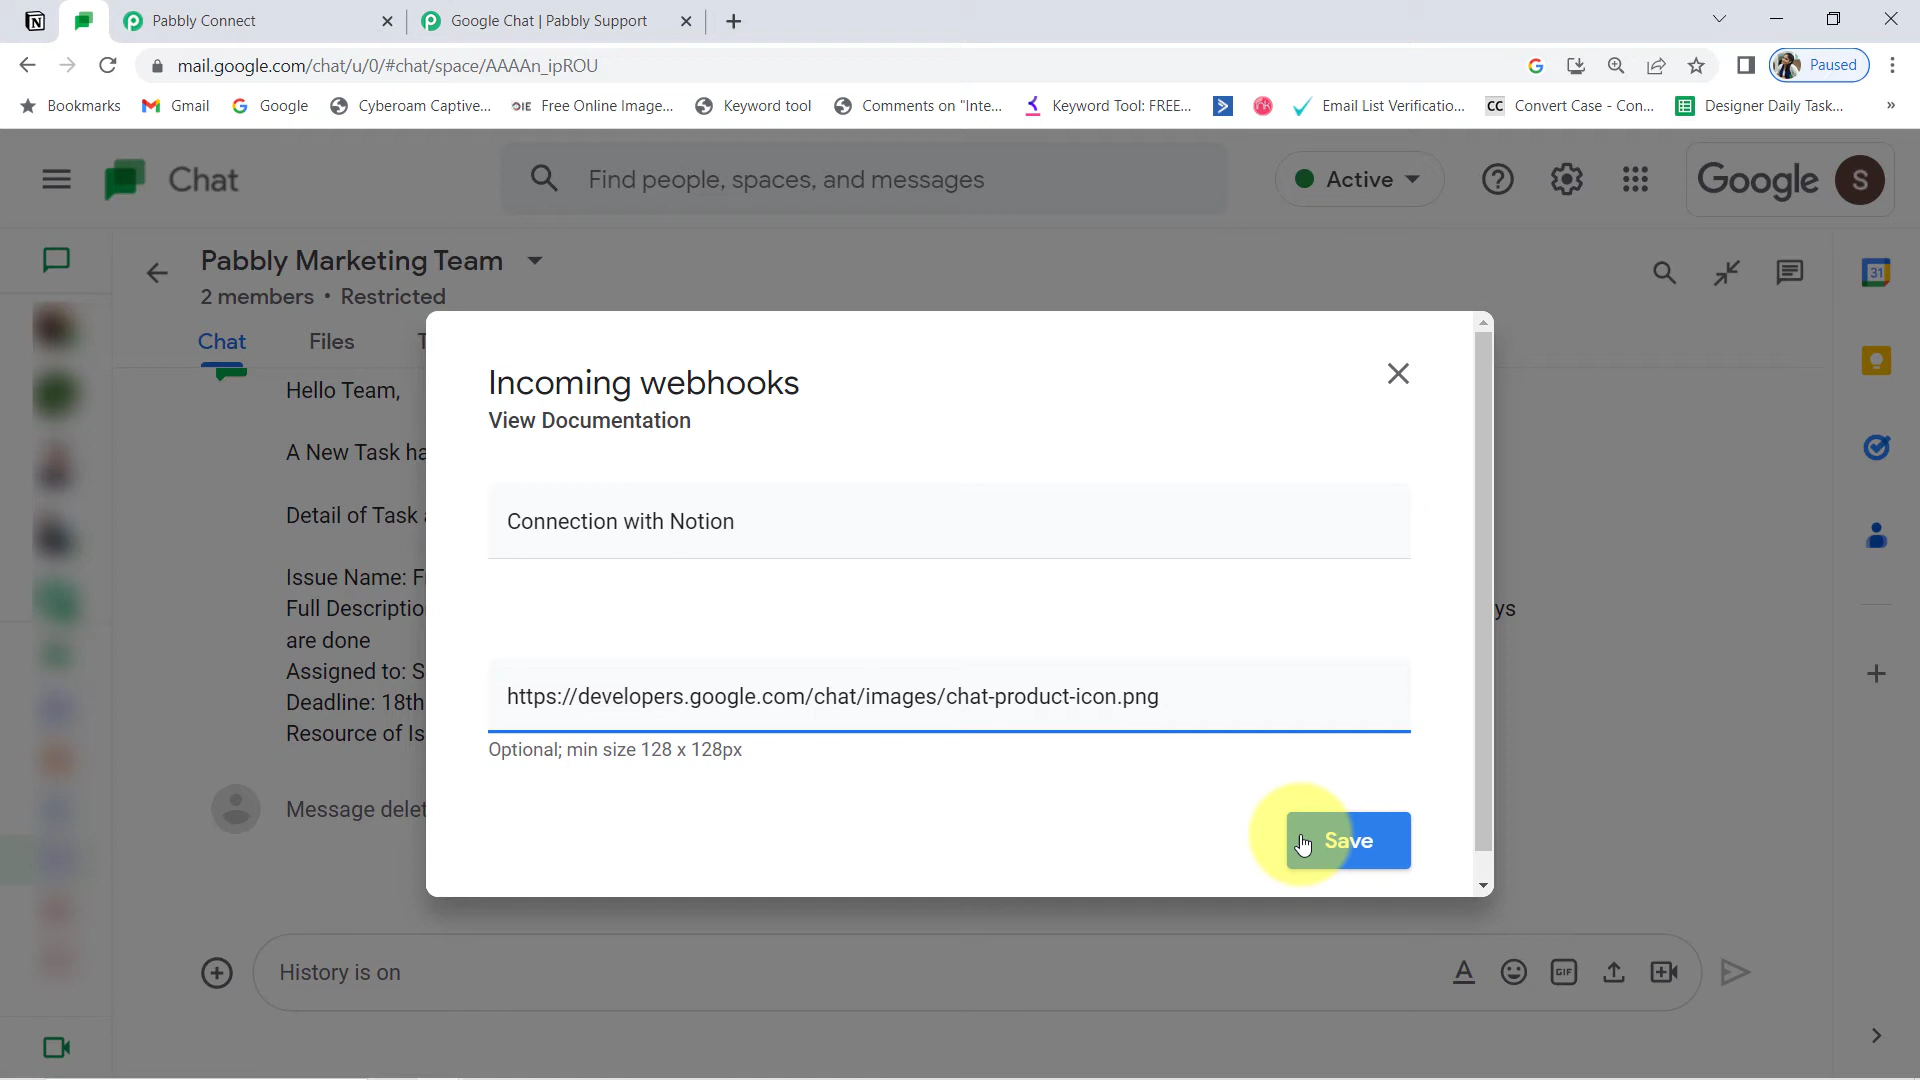 Pabbly Connect
Google Chat | Pabbly Support
mail.google.com/chat/u/0/#chat/space/AAAAn_ipROU
Paused
Bookmarks
Gmail
Google
Cyberoam Captive...
OIE Free Online Image...
Keyword tool
Comments on "Inte...
Keyword Tool: FREE...
Email List Verificatio...
CC Convert Case - Con...
Designer Daily Task...
»
Chat
Find people, spaces, and messages
Active
Google
S
Pabbly Marketing Team
2 members • Restricted
31
Chat
Files
T
Hello Team,
A New Task ha
Detail of Task
Issue Name: F
Full Descriptio
ys
are done
Assigned to: S
Deadline: 18th
Resource of Is
Message delet
Incoming webhooks
View Documentation
Connection with Notion
https://developers.google.com/chat/images/chat-product-icon.png
Optional; min size 128 x 128px
Save
History is on
GIF